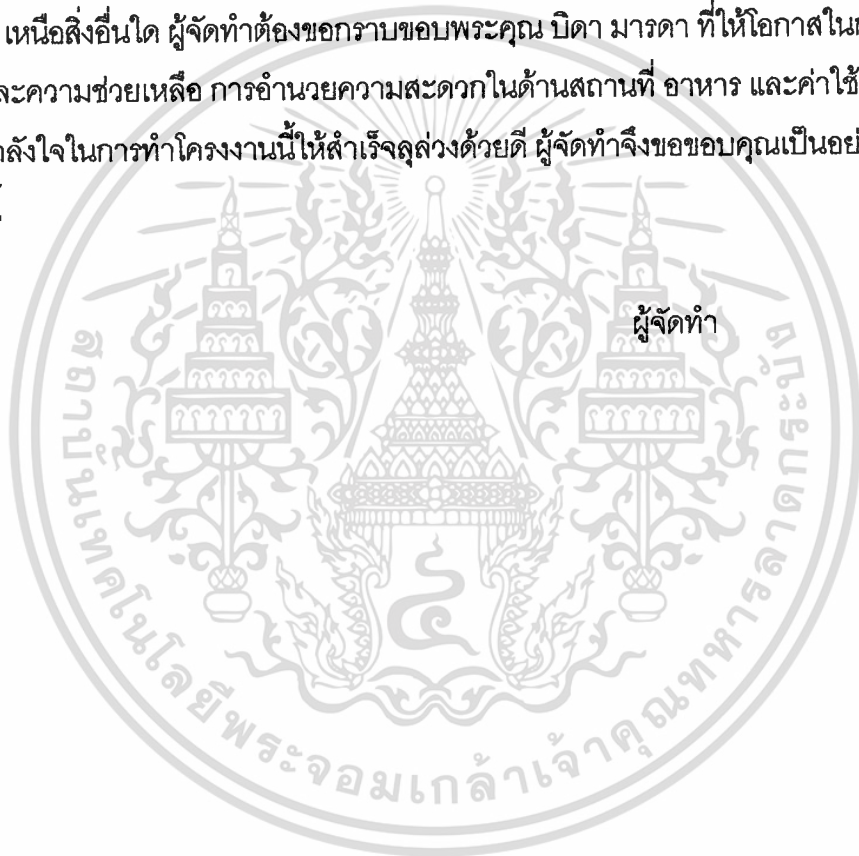 เหนือสิ่งอื่นใด ผู้จัดทำต้องขอกราบขอบพระคุณ บิดา มารดา ที่ให้โอกาสใน
ละความช่วยเหลือ การอำนวยความสะดวกในด้านสถานที่ อาหาร และค่าใช้
าลังใจในการทำโครงงานนี้ให้สำเร็จลุล่วงด้วยดี ผู้จัดทำจึงขอขอบคุณเป็นอย่
ผู้จัดทำ
สถาบันเทคโนโลยีพระจอมเกล้าเจ้าคุณทหารลาดกระบัง
๔